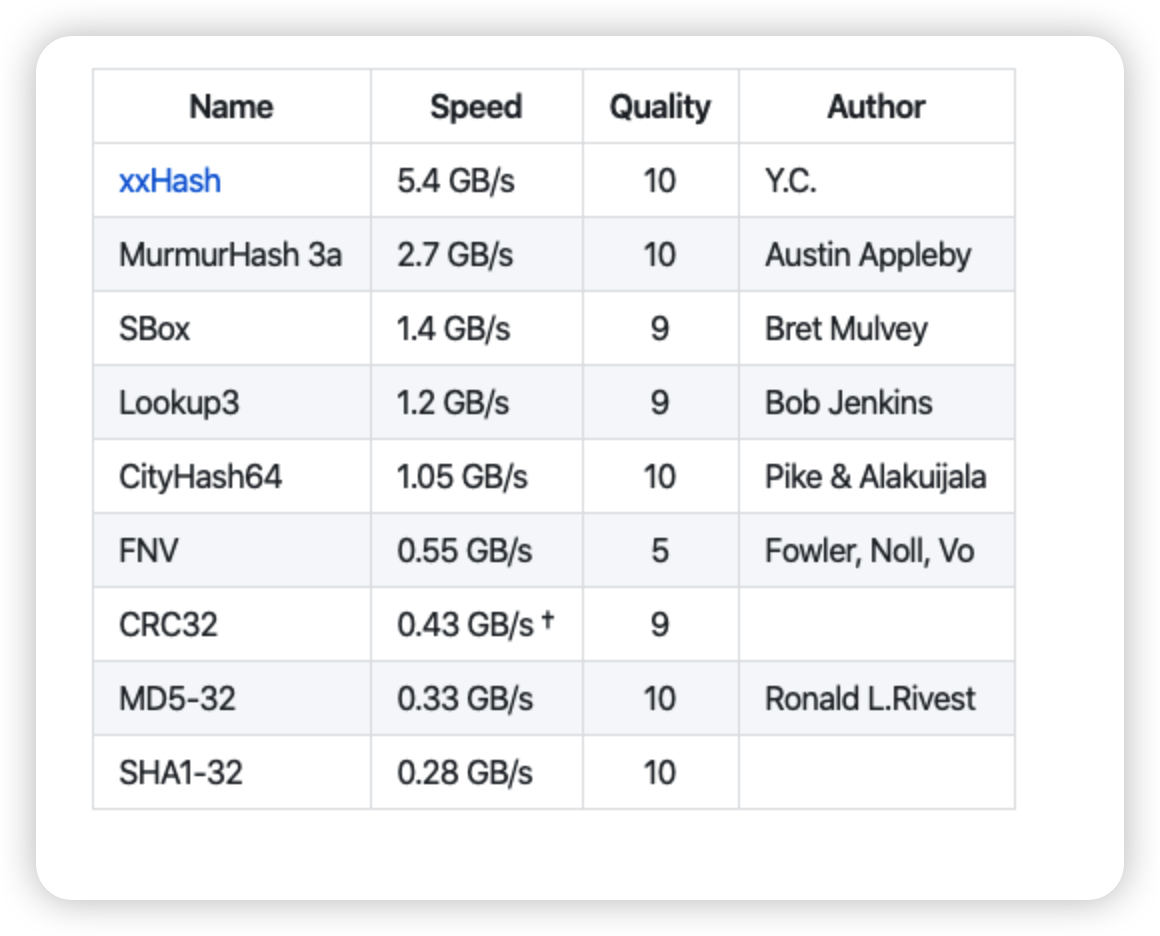 Name Speed Quality Author
xxHash 5.4 GB/s 10 Y.C.
MurmurHash 3a 2.7 GB/s 10 Austin Appleby
SBox 1.4 GB/s 9 Bret Mulvey
Lookup3 1.2 GB/s 9 Bob Jenkins
CityHash64 1.05 GB/s 10 Pike & Alakuijala
FNV 0.55 GB/s 5 Fowler, Noll, Vo
CRC32 0.43 GB/s † 9
MD5-32 0.33 GB/s 10 Ronald L.Rivest
SHA1-32 0.28 GB/s 10